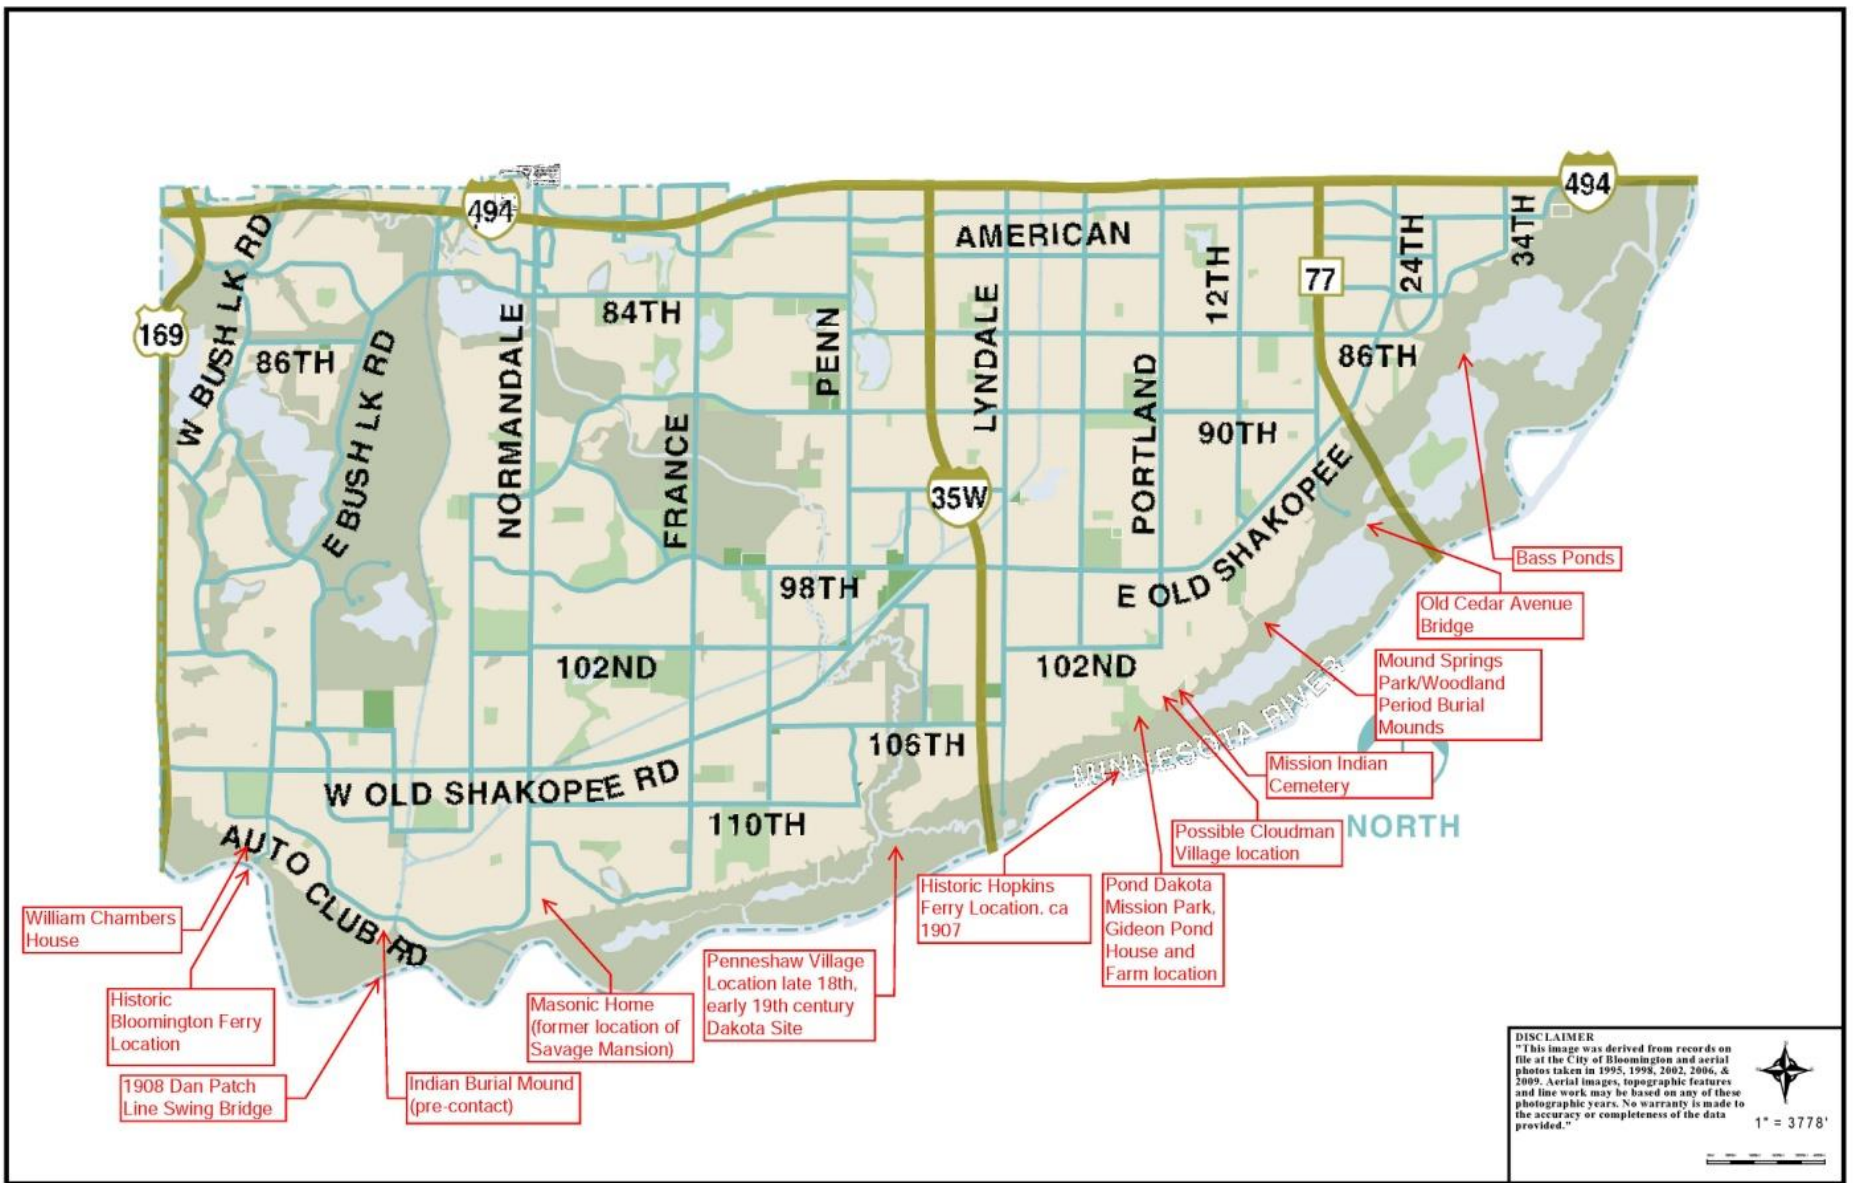 494
494
AMERICAN
W BUSH LK RD
24TH
34TH
12TH
77
169
84TH
86TH
E BUSH LK RD
NORMANDALE
PENN
LYNDALE
86TH
PORTLAND
90TH
FRANCE
35W
E OLD SHAKOPEE
98TH
102ND
102ND
106TH
W OLD SHAKOPEE RD
110TH
AUTO CLUB RD
MINNESOTA RIVER
NORTH
Bass Ponds
Old Cedar Avenue
Bridge
Mound Springs
Park/Woodland
Period Burial
Mounds
Mission Indian
Cemetery
Possible Cloudman
Village location
Pond Dakota
Mission Park,
Gideon Pond
House and
Farm location
Historic Hopkins
Ferry Location. ca
1907
Penneshaw Village
Location late 18th,
early 19th century
Dakota Site
Masonic Home
(former location of
Savage Mansion)
Indian Burial Mound
(pre-contact)
1908 Dan Patch
Line Swing Bridge
Historic
Bloomington Ferry
Location
William Chambers
House
DISCLAIMER
"This image was derived from records on
file at the City of Bloomington and aerial
photos taken in 1995, 1998, 2002, 2006, &
2009. Aerial images, topographic features
and line work may be based on any of these
photographic years. No warranty is made to
the accuracy or completeness of the data
provided."
1" = 3778'